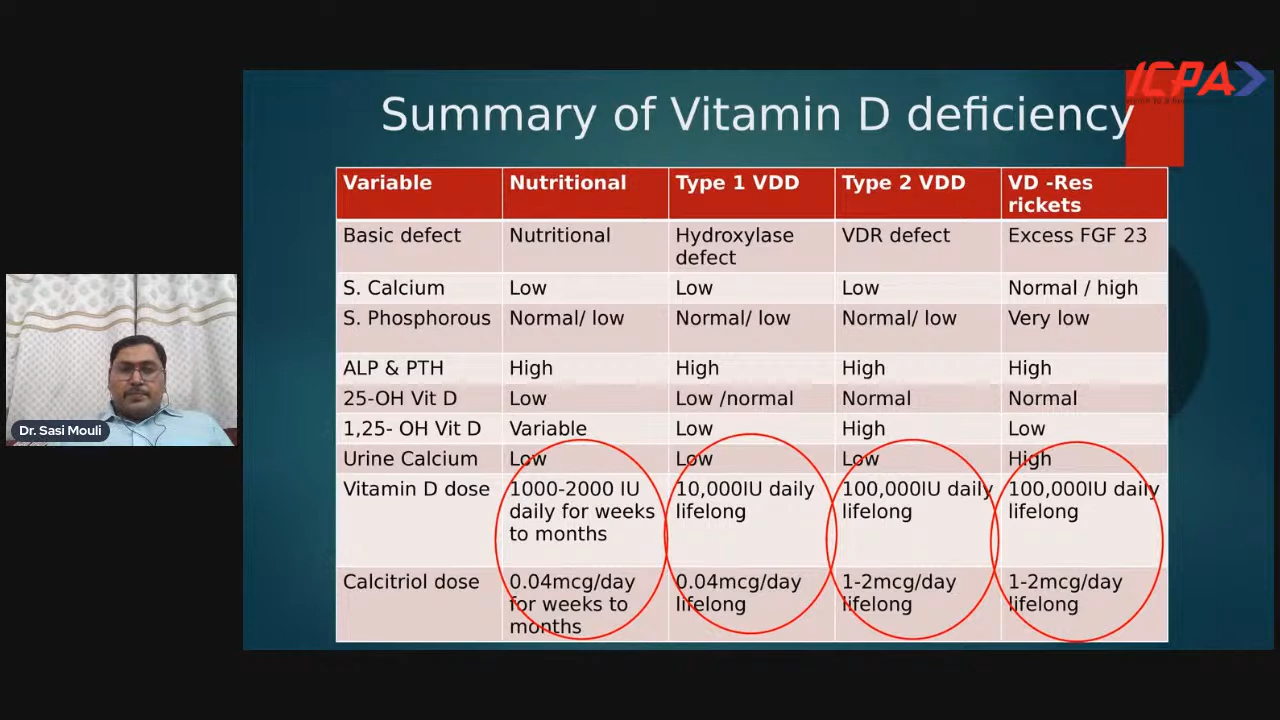 ICPA
Summary of Vitamin D deficiency
Variable Nutritional Type 1 VDD Type 2 VDD VD -Res
rickets
Basic defect Nutritional Hydroxylase VDR defect Excess FGF 23
defect
S. Calcium Low Low Low Normal / high
S. Phosphorous Normal/ low Normal/ low Normal/ low Very low
ALP & PTH High High High High
25-OH Vit D Low Low /normal Normal Normal
1,25- OH Vit D Variable Low High Low
Urine Calcium Low Low Low High
Vitamin D dose 1000-2000 IU 10,000IU daily 100,000IU daily 100,000IU daily
daily for weeks lifelong lifelong lifelong
to months
Calcitriol dose 0.04mcg/day 0.04mcg/day 1-2mcg/day 1-2mcg/day
for weeks to lifelong lifelong lifelong
months
Dr. Sasi Mouli